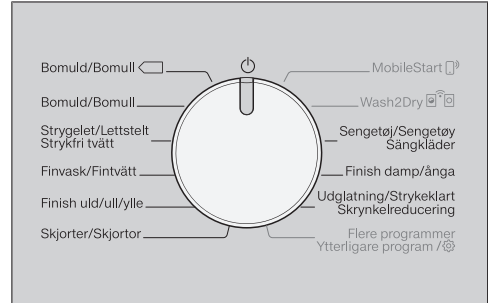 Bomuld/Bomull
Bomuld/Bomull
Strygelet/Lettstelt
Strykfri tvätt
Finvask/Fintvätt
Finish uld/ull/ylle
Skjorter/Skjortor
MobileStart
Wash2Dry
Sengetøj/Sengetøy
Sängkläder
Finish damp/ånga
Udglatning/Strykeklart
Skrynkelreducering
Flere programmer
Ytterligare program /